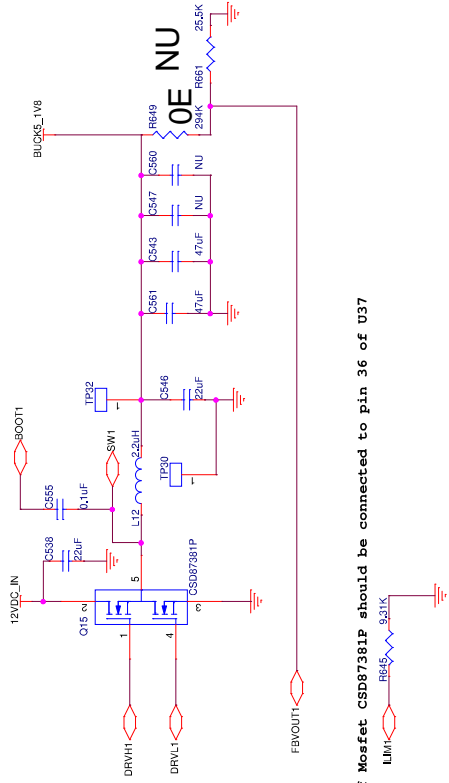 BUCK5_1V8
R649
294K
0E
NU
R661
25.5K
C560
NU
C547
NU
C543
47uF
C561
47uF
TP32
1
C546
22uF
TP30
1
BOOT1
SW1
C555
0.1uF
2.2uH
L12
12VDC_IN
C538
22uF
CSD87381P
Q15
2
5
3
1
4
DRVH1
DRVL1
FBVOUT1
Mosfet CSD87381P should be connected to pin 36 of U37
R645
9.31K
ILIM1